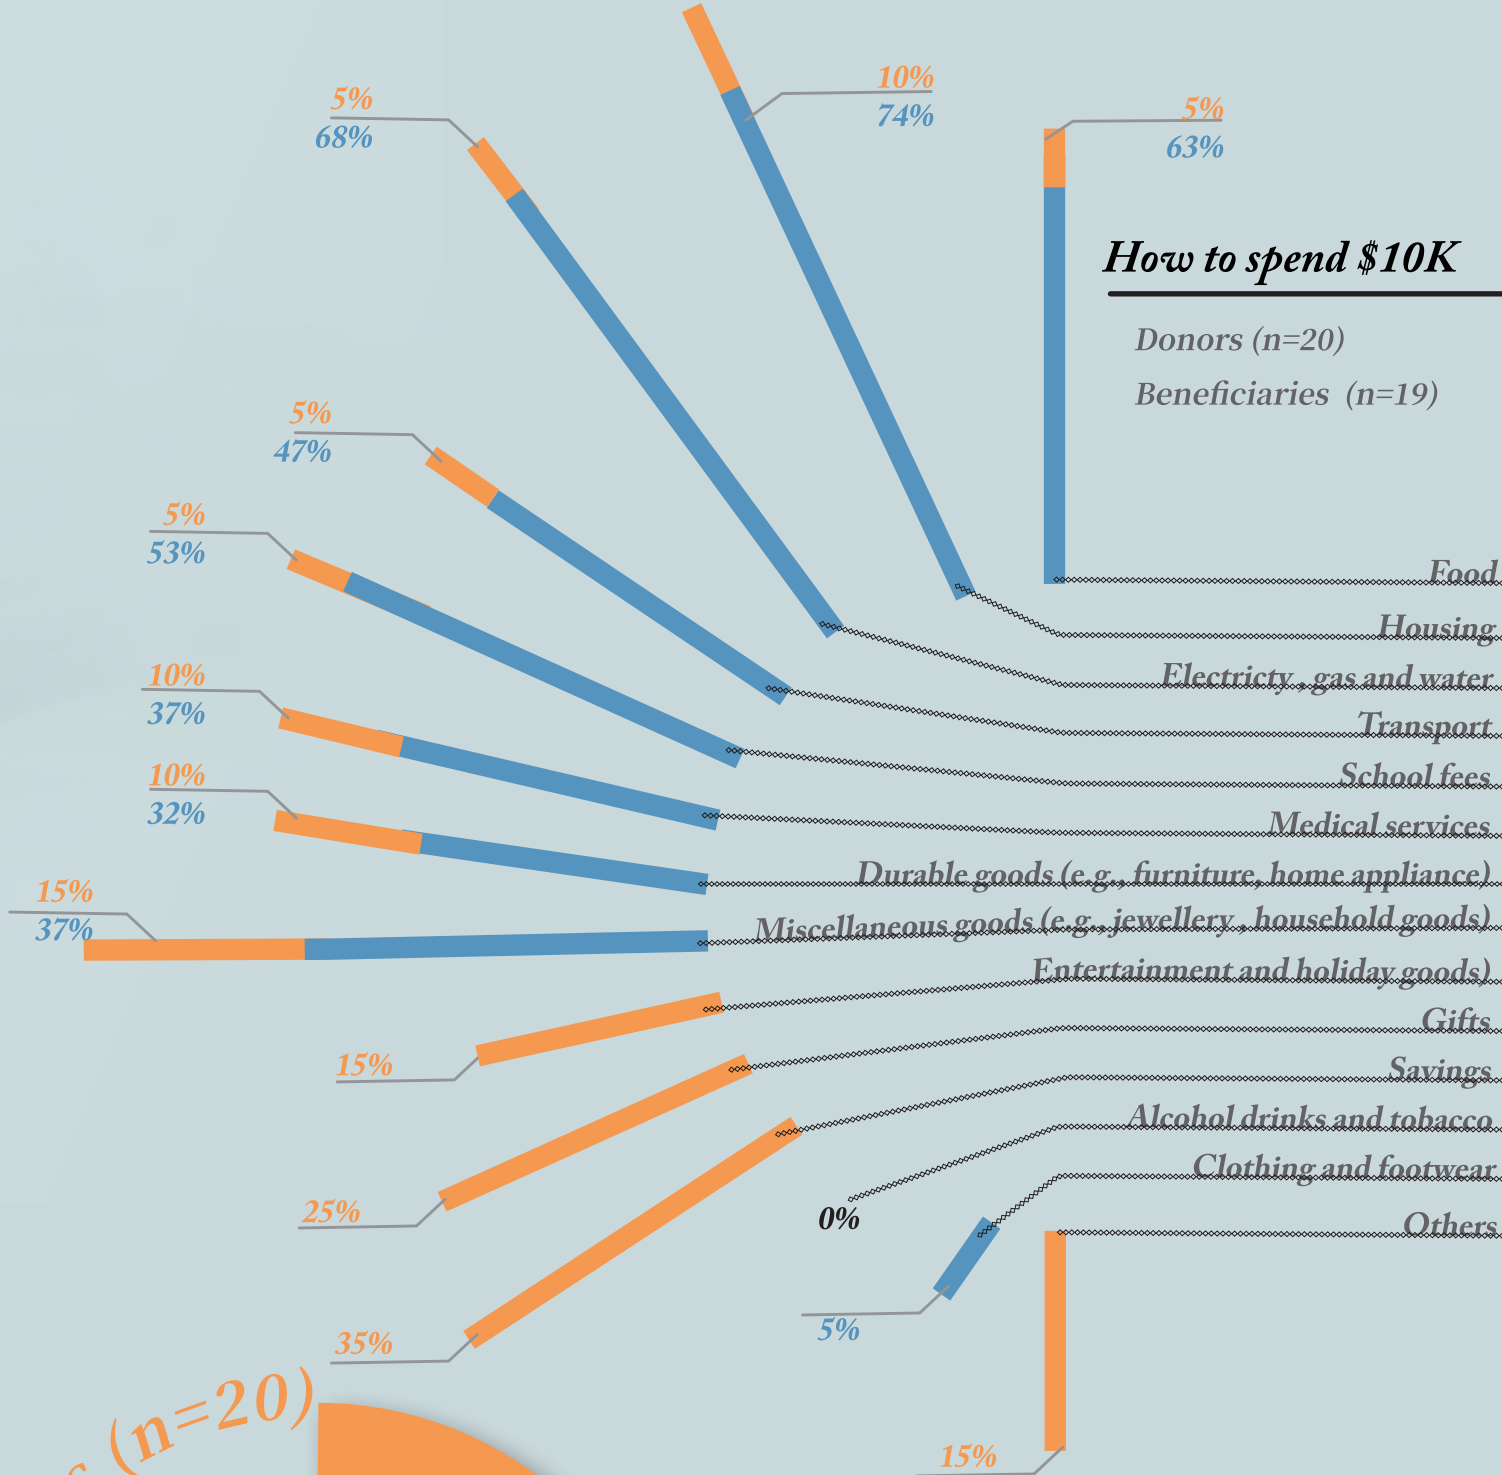 10%
74%
5%
68%
5%
63%
How to spend $10K
Donors (n=20)
Beneficiaries (n=19)
5%
47%
5%
53%
Food
Housing
Electricty , gas and water
10%
37%
Transport
School fees
10%
32%
Medical services
Durable goods (e.g., furniture, home appliance)
15%
37%
Miscellaneous goods (e.g., jewellery , household goods)
Entertainment and holiday goods)
Gifts
15%
Savings
Alcohol drinks and tobacco
Clothing and footwear
25%
0%
Others
5%
35%
(n=20)
15%